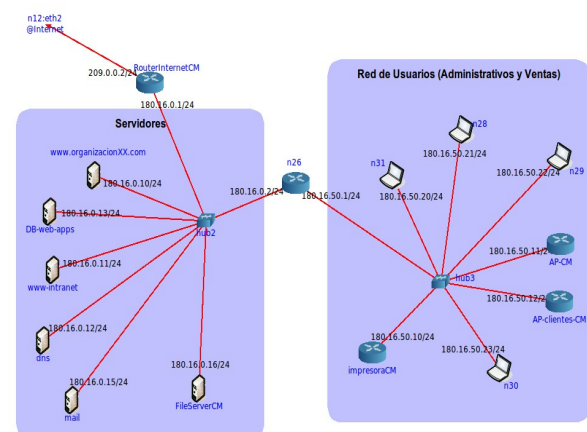 n12:eth2
@Internet
209.0.0.2/24
RouterInternetCM
180.16.0.1/24
Servidores
www.organizacionXX.com
180.16.0.10/24
180.16.0.13/24
DB-web-apps
hub2
180.16.0.11/24
www-intranet
180.16.0.12/24
dns
180.16.0.15/24
mail
180.16.0.16/24
FileServerCM
n26
180.16.0.2/24
180.16.50.1/24
Red de Usuarios (Administrativos y Ventas)
n28
180.16.50.21/24
n31
180.16.50.20/24
180.16.50.22/24
n29
180.16.50.11/2
AP-CM
hub3
180.16.50.12/2
AP-clientes-CM
180.16.50.10/24
impresoraCM
180.16.50.23/24
n30